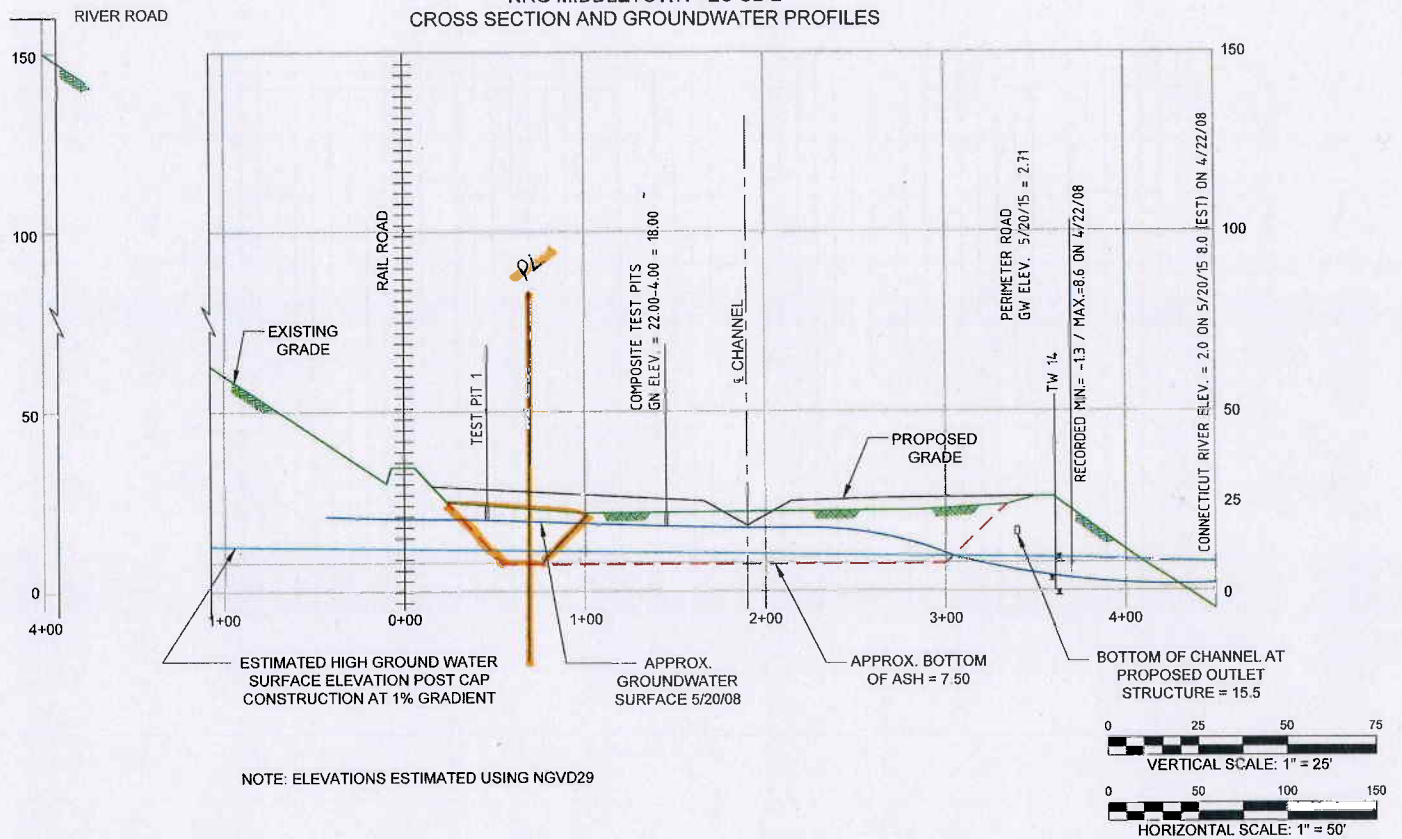 RIVER ROAD
CROSS SECTION AND GROUNDWATER PROFILES
150
100
50
0
4+00
150
100
50
25
0
RAIL ROAD
PL
EXISTING
GRADE
TEST PIT 1
COMPOSITE TEST PITS
GN ELEV. = 22.00-4.00 = 18.00
℄ CHANNEL
PROPOSED
GRADE
PERIMETER ROAD
GW ELEV. 5/20/15 = 2.71
TW 14
RECORDED MIN.= -1.3 / MAX.=8.6 ON 4/22/08
CONNECTICUT RIVER ELEV. = 2.0 ON 5/20/15 8.0 (EST) ON 4/22/08
1+00
0+00
1+00
2+00
3+00
4+00
ESTIMATED HIGH GROUND WATER
SURFACE ELEVATION POST CAP
CONSTRUCTION AT 1% GRADIENT
APPROX.
GROUNDWATER
SURFACE 5/20/08
APPROX. BOTTOM
OF ASH = 7.50
BOTTOM OF CHANNEL AT
PROPOSED OUTLET
STRUCTURE = 15.5
0 25 50 75
VERTICAL SCALE: 1" = 25'
0 50 100 150
HORIZONTAL SCALE: 1" = 50'
NOTE: ELEVATIONS ESTIMATED USING NGVD29